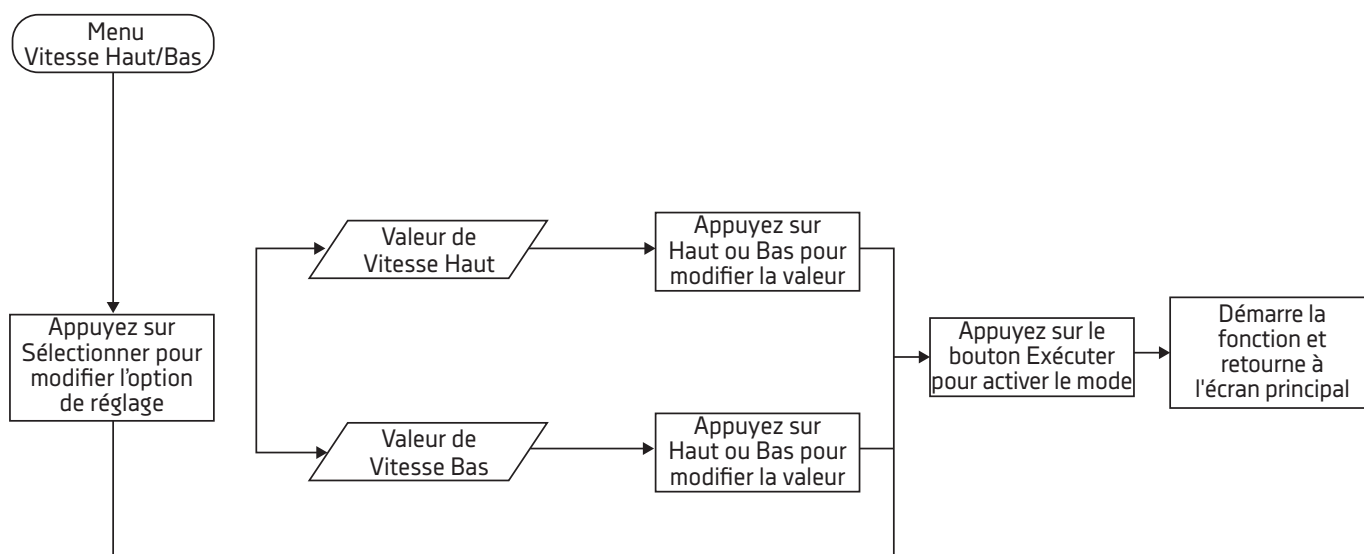 Menu
Vitesse Haut/Bas
Valeur de
Vitesse Haut
Appuyez sur
Haut ou Bas pour
modifier la valeur
Appuyez sur
Sélectionner pour
modifier l'option
de réglage
Valeur de
Vitesse Bas
Appuyez sur
Haut ou Bas pour
modifier la valeur
Appuyez sur le
bouton Exécuter
pour activer le mode
Démarre la
fonction et
retourne à
l'écran principal